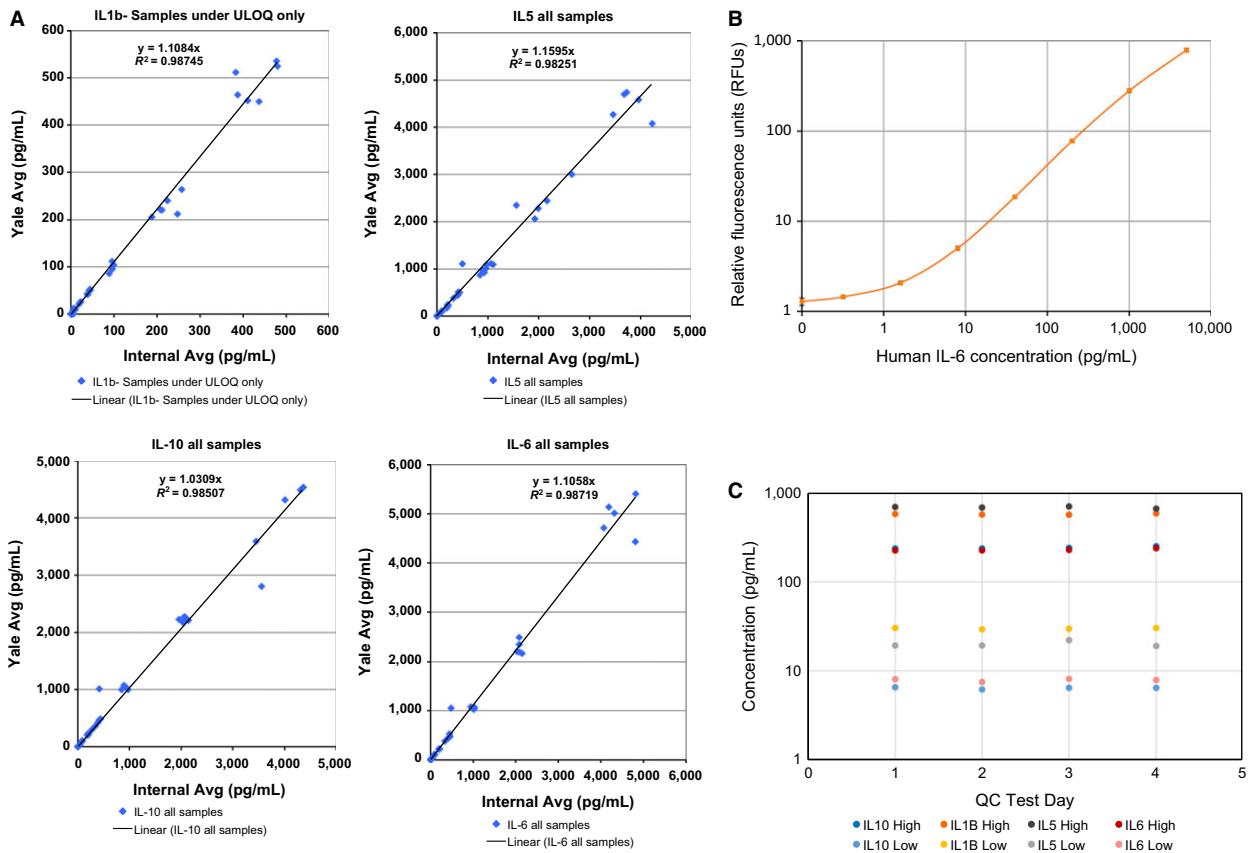 A
IL1b- Samples under ULOQ only
y = 1.1084x
R² = 0.98745
Yale Avg (pg/mL)
600
500
400
300
200
100
0
0 100 200 300 400 500 600
Internal Avg (pg/mL)
IL1b- Samples under ULOQ only
Linear (IL1b- Samples under ULOQ only)
IL5 all samples
y = 1.1595x
R² = 0.98251
Yale Avg (pg/mL)
6,000
5,000
4,000
3,000
2,000
1,000
0
0 1,000 2,000 3,000 4,000 5,000
Internal Avg (pg/mL)
IL5 all samples
Linear (IL5 all samples)
IL-10 all samples
y = 1.0309x
R² = 0.98507
Yale Avg (pg/mL)
5,000
4,000
3,000
2,000
1,000
0
0 1,000 2,000 3,000 4,000 5,000
Internal Avg (pg/mL)
IL-10 all samples
Linear (IL-10 all samples)
IL-6 all samples
y = 1.1058x
R² = 0.98719
Yale Avg (pg/mL)
6,000
5,000
4,000
3,000
2,000
1,000
0
0 1,000 2,000 3,000 4,000 5,000 6,000
Internal Avg (pg/mL)
IL-6 all samples
Linear (IL-6 all samples)
B
Relative fluorescence units (RFUs)
1,000
100
10
1
0 1 10 100 1,000 10,000
Human IL-6 concentration (pg/mL)
C
Concentration (pg/mL)
1,000
100
10
1
0 1 2 3 4 5
QC Test Day
IL10 High IL1B High IL5 High IL6 High
IL10 Low IL1B Low IL5 Low IL6 Low